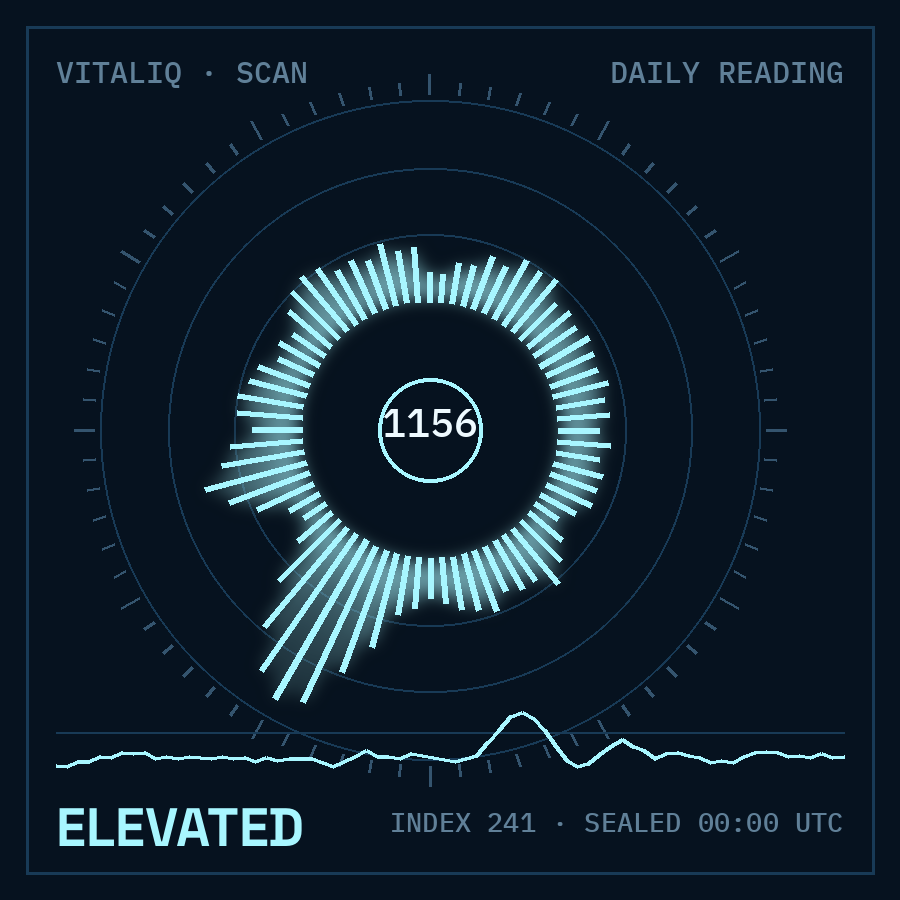 VITALIQ · SCAN
DAILY READING
1156
ELEVATED
INDEX 241 · SEALED 00:00 UTC